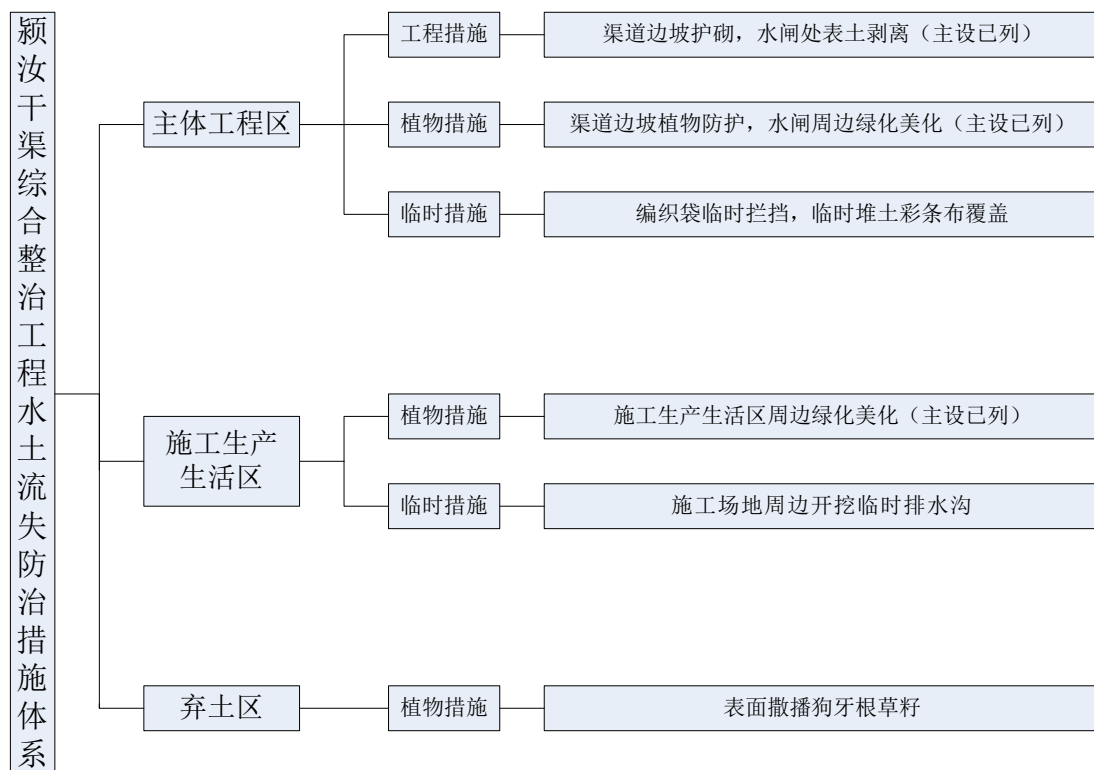 颍汝干渠综合整治工程水土流失防治措施体系
主体工程区
工程措施
渠道边坡护砌，水闸处表土剥离（主设已列）
植物措施
渠道边坡植物防护，水闸周边绿化美化（主设已列）
临时措施
编织袋临时拦挡，临时堆土彩条布覆盖
施工生产
生活区
植物措施
施工生产生活区周边绿化美化（主设已列）
临时措施
施工场地周边开挖临时排水沟
弃土区
植物措施
表面撒播狗牙根草籽